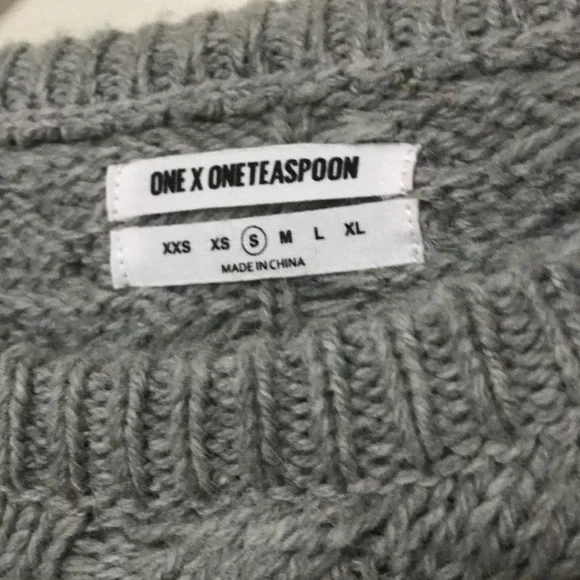 ONE X ONETEASPOON
XXS XS S M L XL
MADE IN CHINA